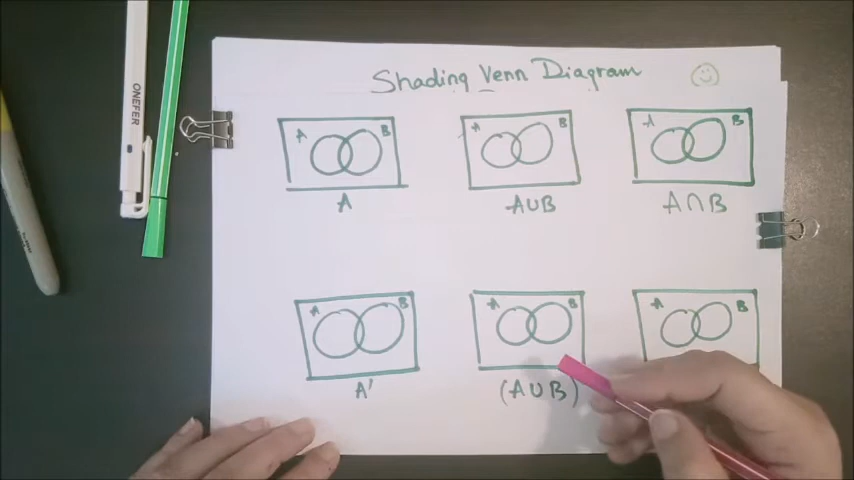 Shading Venn Diagram
A B
A
A B
A∪B
A B
A∩B
A B
A'
A B
(A∪B)
A B
ONEFER